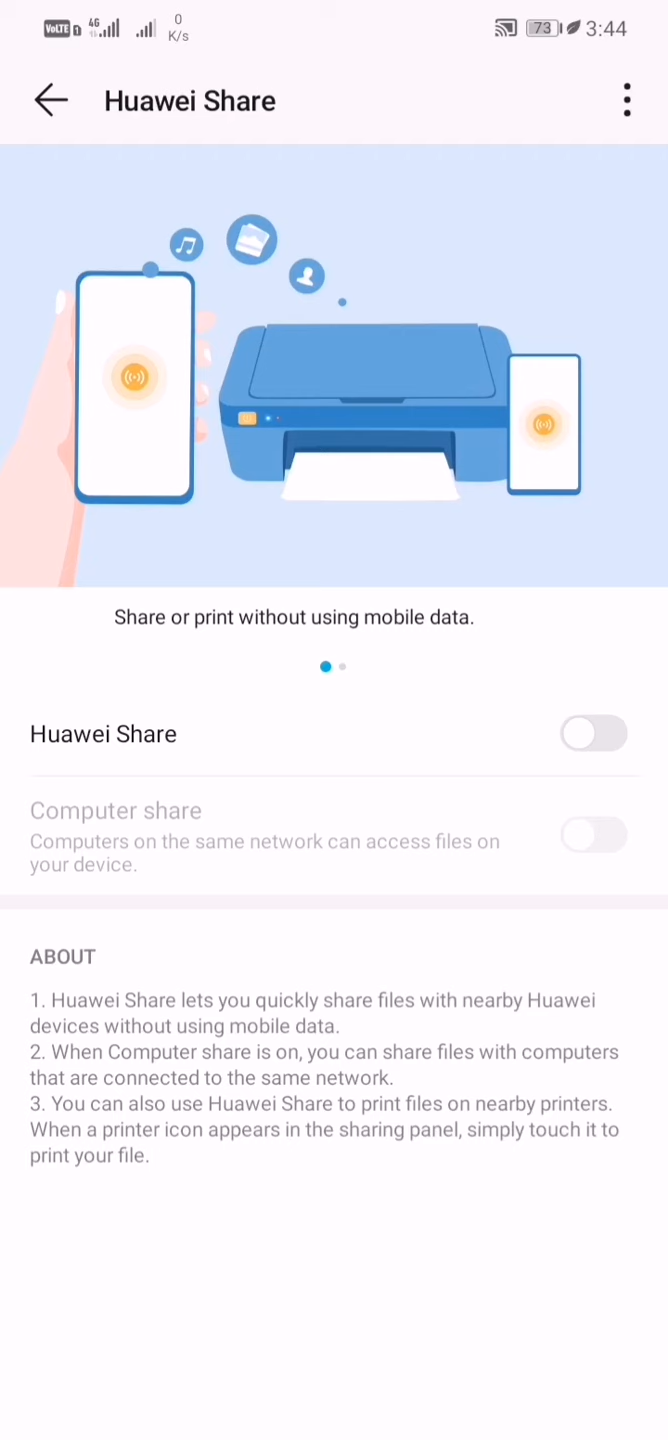 VoLTE 1 4G 0 K/s 73 3:44
Huawei Share
Share or print without using mobile data.
Huawei Share
Computer share
Computers on the same network can access files on
your device.
ABOUT
1. Huawei Share lets you quickly share files with nearby Huawei
devices without using mobile data.
2. When Computer share is on, you can share files with computers
that are connected to the same network.
3. You can also use Huawei Share to print files on nearby printers.
When a printer icon appears in the sharing panel, simply touch it to
print your file.